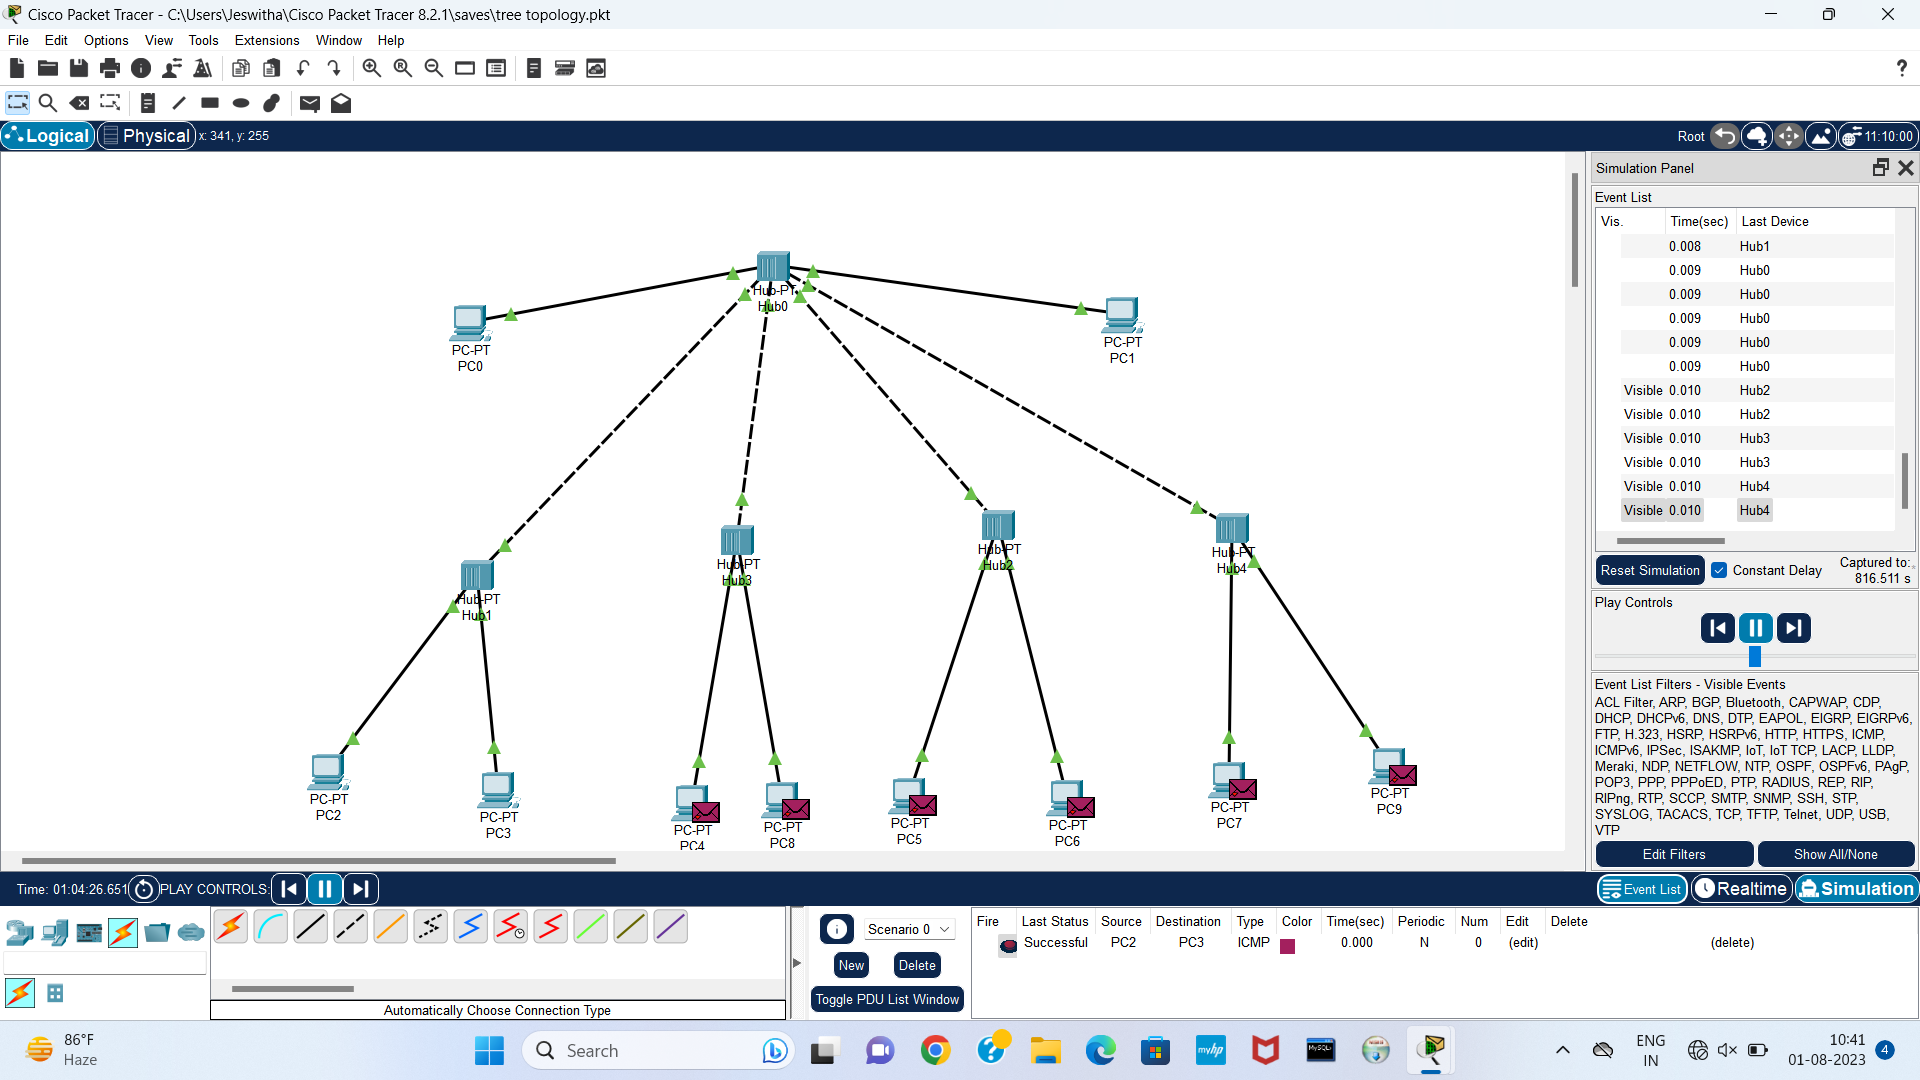 Cisco Packet Tracer - C:\Users\Jeswitha\Cisco Packet Tracer 8.2.1\saves\tree topology.pkt
File Edit Options View Tools Extensions Window Help
?
Logical Physical x: 341, y: 255
Root 11:10:00
Hub-PT
Hub0
PC-PT
PC0
PC-PT
PC1
Hub-PT
Hub1
Hub-PT
Hub3
Hub-PT
Hub2
Hub-PT
Hub4
PC-PT
PC2
PC-PT
PC3
PC-PT
PC4
PC-PT
PC8
PC-PT
PC5
PC-PT
PC6
PC-PT
PC7
PC-PT
PC9
Simulation Panel
Event List
Vis. Time(sec) Last Device
0.008 Hub1
0.009 Hub0
0.009 Hub0
0.009 Hub0
0.009 Hub0
0.009 Hub0
Visible 0.010 Hub2
Visible 0.010 Hub2
Visible 0.010 Hub3
Visible 0.010 Hub3
Visible 0.010 Hub4
Visible 0.010 Hub4
Reset Simulation Constant Delay Captured to:
816.511 s
Play Controls
Event List Filters - Visible Events
ACL Filter, ARP, BGP, Bluetooth, CAPWAP, CDP,
DHCP, DHCPv6, DNS, DTP, EAPOL, EIGRP, EIGRPv6,
FTP, H.323, HSRP, HSRPv6, HTTP, HTTPS, ICMP,
ICMPv6, IPSec, ISAKMP, IoT, IoT TCP, LACP, LLDP,
Meraki, NDP, NETFLOW, NTP, OSPF, OSPFv6, PAgP,
POP3, PPP, PPPoED, PTP, RADIUS, REP, RIP,
RIPng, RTP, SCCP, SMTP, SNMP, SSH, STP,
SYSLOG, TACACS, TCP, TFTP, Telnet, UDP, USB,
VTP
Edit Filters Show All/None
Time: 01:04:26.651 PLAY CONTROLS:
Event List Realtime Simulation
Automatically Choose Connection Type
Scenario 0
New Delete
Toggle PDU List Window
Fire Last Status Source Destination Type Color Time(sec) Periodic Num Edit Delete
Successful PC2 PC3 ICMP 0.000 N 0 (edit) (delete)
86°F
Haze
Search
myhp
MySQL
ENG
IN
10:41
01-08-2023
4